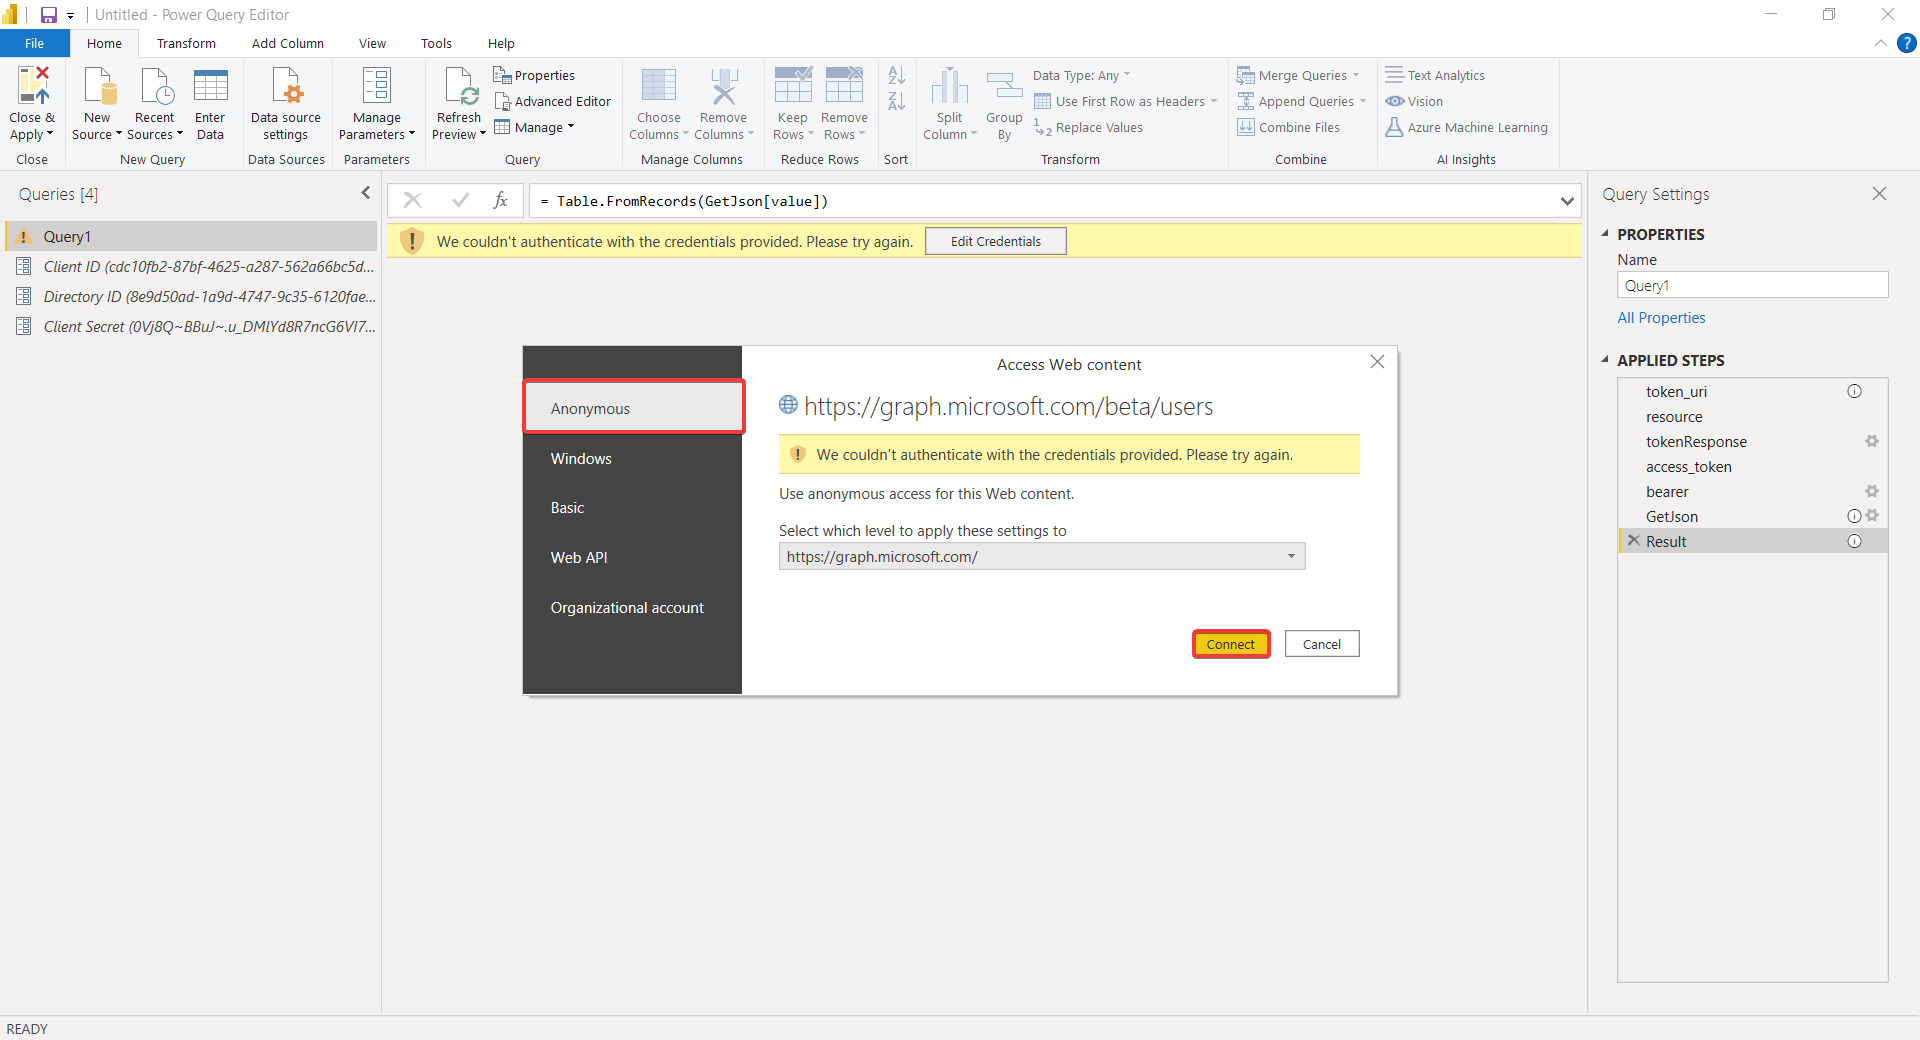 Untitled - Power Query Editor
File Home Transform Add Column View Tools Help
Close & Apply
Close
New Source
Recent Sources
Enter Data
New Query
Data source settings
Data Sources
Manage Parameters
Parameters
Refresh Preview
Properties
Advanced Editor
Manage
Query
Choose Columns
Remove Columns
Manage Columns
Keep Rows
Remove Rows
Reduce Rows
Sort
Split Column
Group By
Data Type: Any
Use First Row as Headers
Replace Values
Transform
Merge Queries
Append Queries
Combine Files
Combine
Text Analytics
Vision
Azure Machine Learning
AI Insights
Queries [4]
Query1
Client ID (cdc10fb2-87bf-4625-a287-562a66bc5d...
Directory ID (8e9d50ad-1a9d-4747-9c35-6120fae...
Client Secret (0Vj8Q~BBuJ~.u_DMlYd8R7ncG6VI7...
fx
= Table.FromRecords(GetJson[value])
We couldn't authenticate with the credentials provided. Please try again.
Edit Credentials
Access Web content
Anonymous
Windows
Basic
Web API
Organizational account
https://graph.microsoft.com/beta/users
We couldn't authenticate with the credentials provided. Please try again.
Use anonymous access for this Web content.
Select which level to apply these settings to
https://graph.microsoft.com/
Connect
Cancel
Query Settings
PROPERTIES
Name
Query1
All Properties
APPLIED STEPS
token_uri
resource
tokenResponse
access_token
bearer
GetJson
Result
READY